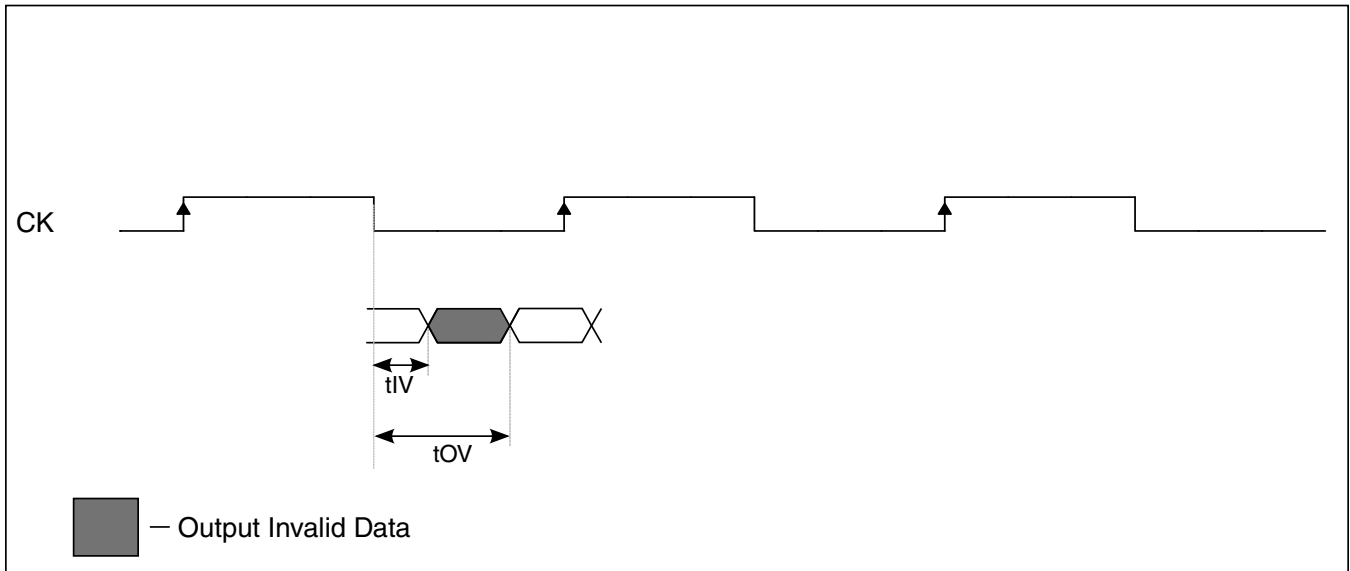 CK
tIV
tOV
— Output Invalid Data